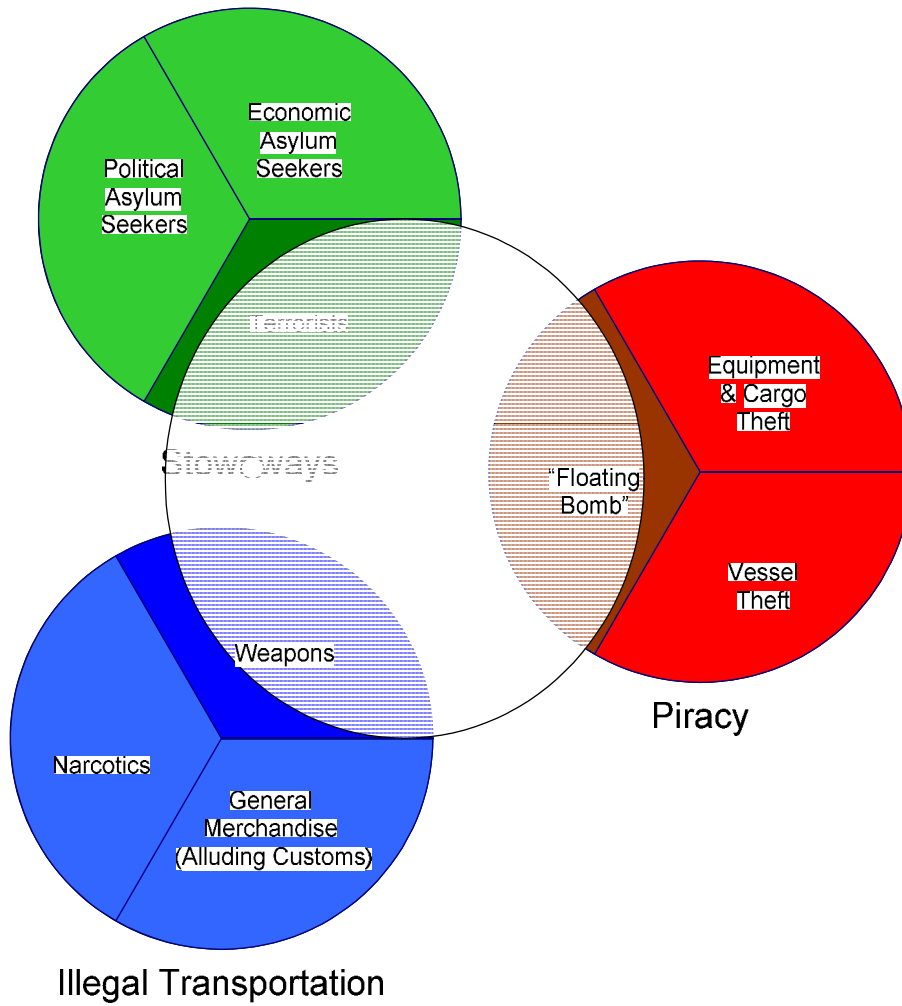 Economic
Asylum
Seekers
Political
Asylum
Seekers
Terrorists
Stowaways
Equipment
& Cargo
Theft
"Floating
Bomb"
Vessel
Theft
Piracy
Weapons
Narcotics
General
Merchandise
(Alluding Customs)
Illegal Transportation